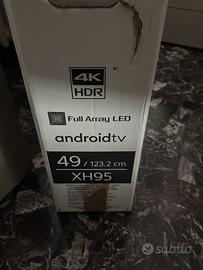 4K
HDR
Full Array LED
androidtv
49 / 123.2 cm
XH95
subito